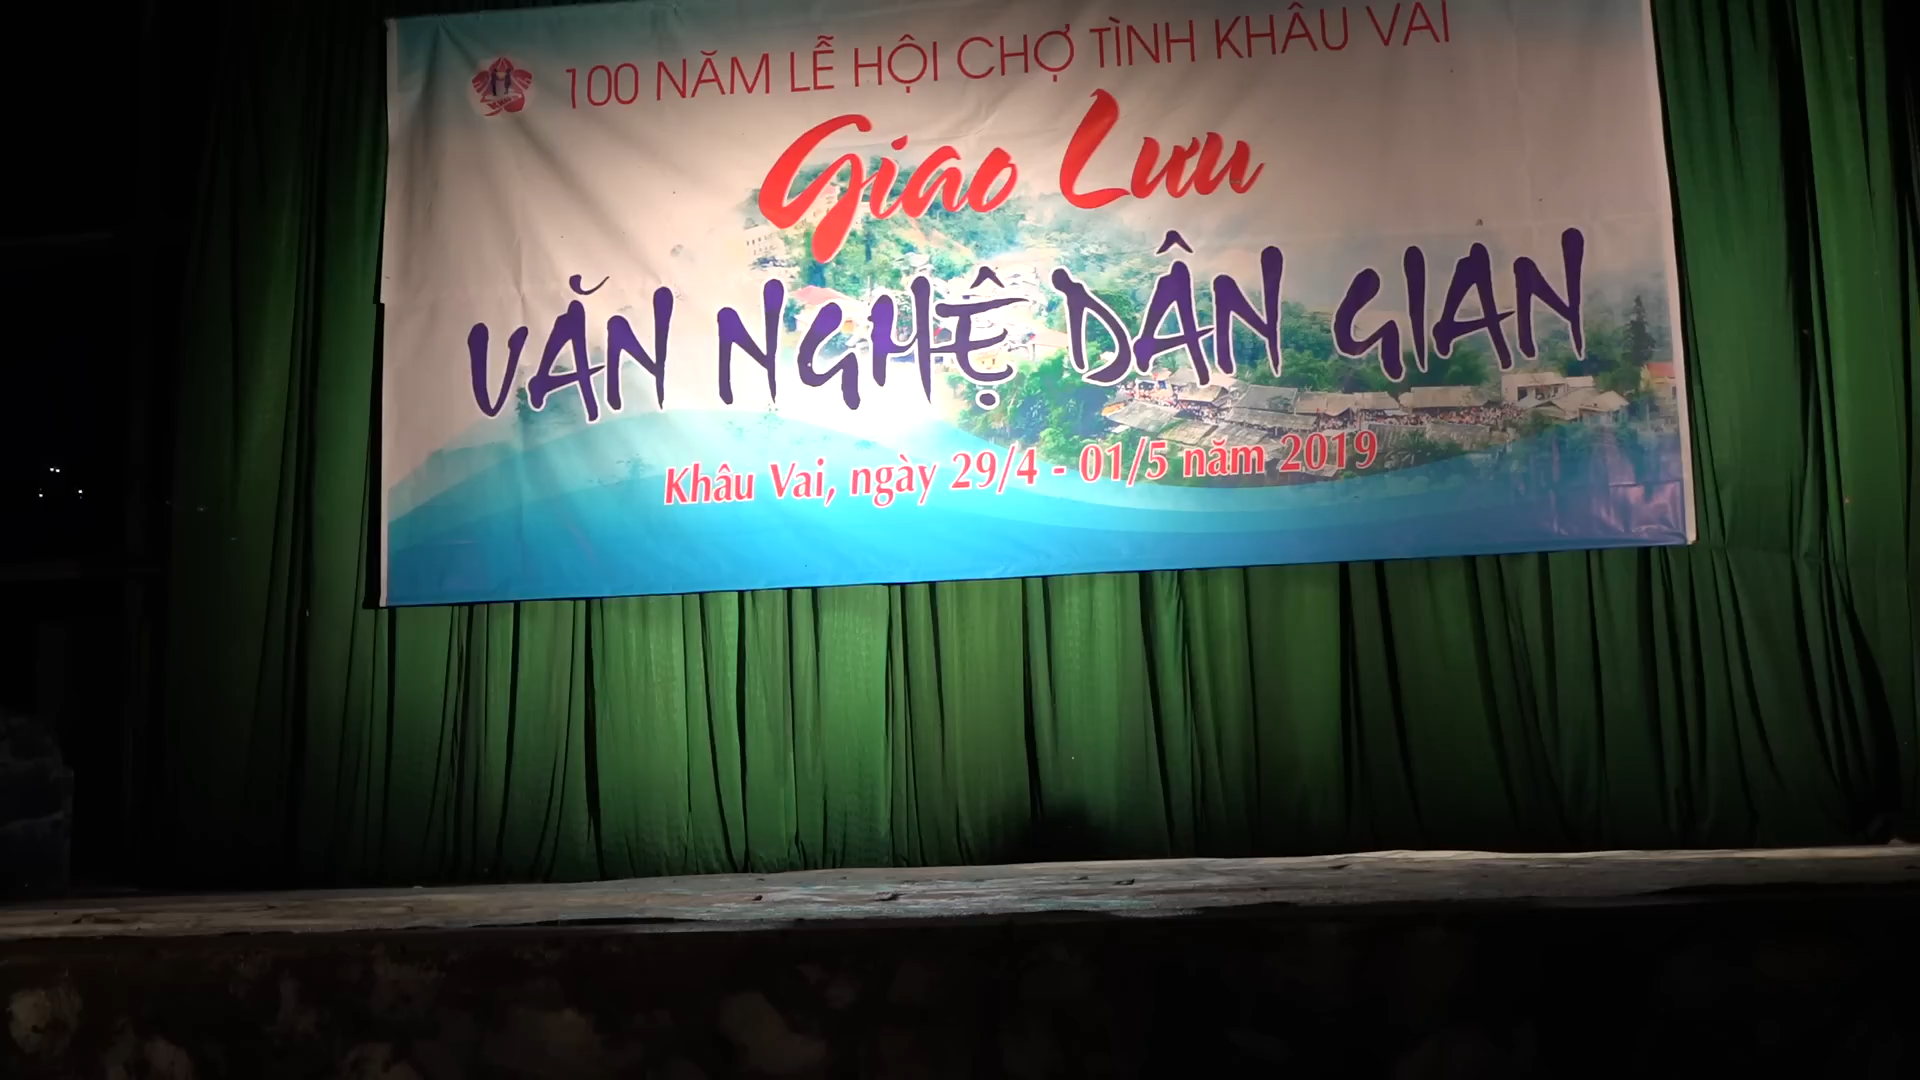 100 NĂM LỄ HỘI CHỢ TÌNH KHÂU VAI
Giao Lưu
VĂN NGHỆ DÂN GIAN
Khâu Vai, ngày 29/4 - 01/5 năm 2019